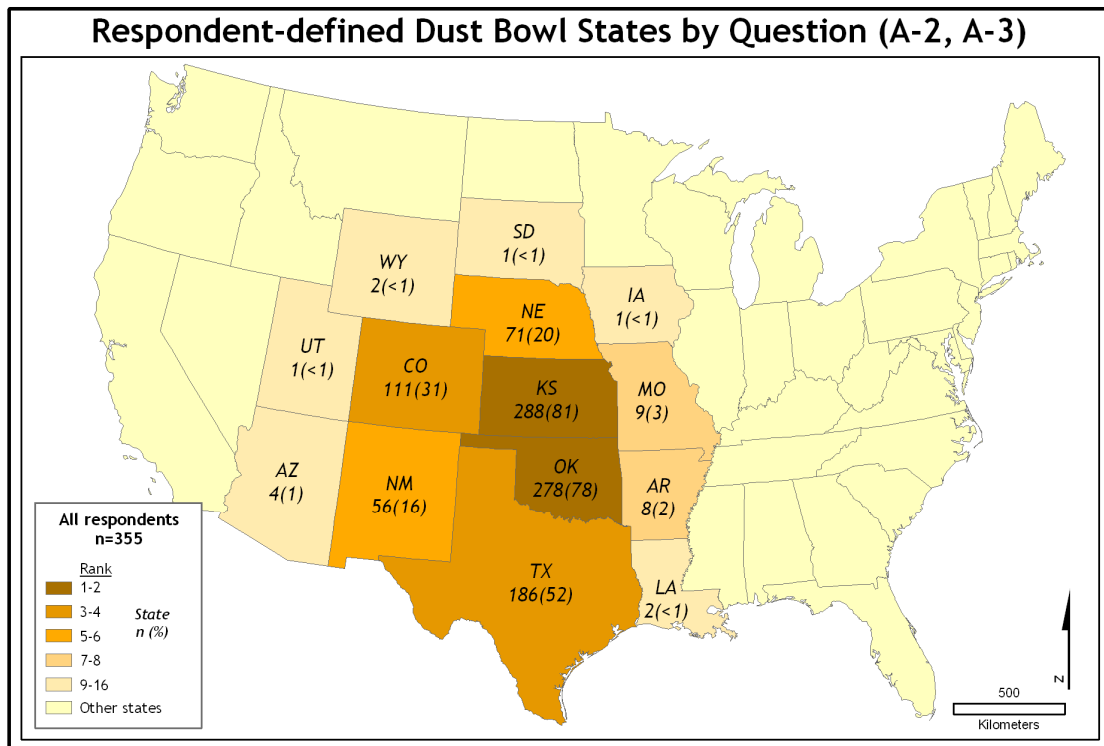 Respondent-defined Dust Bowl States by Question (A-2, A-3)
SD
1(<1)
WY
2(<1)
IA
1(<1)
NE
71(20)
UT
1(<1)
CO
111(31)
KS
288(81)
MO
9(3)
AZ
4(1)
NM
56(16)
OK
278(78)
AR
8(2)
TX
186(52)
LA
2(<1)
All respondents
n=355
Rank
1-2
3-4
State
n (%)
5-6
7-8
9-16
Other states
N
500
Kilometers